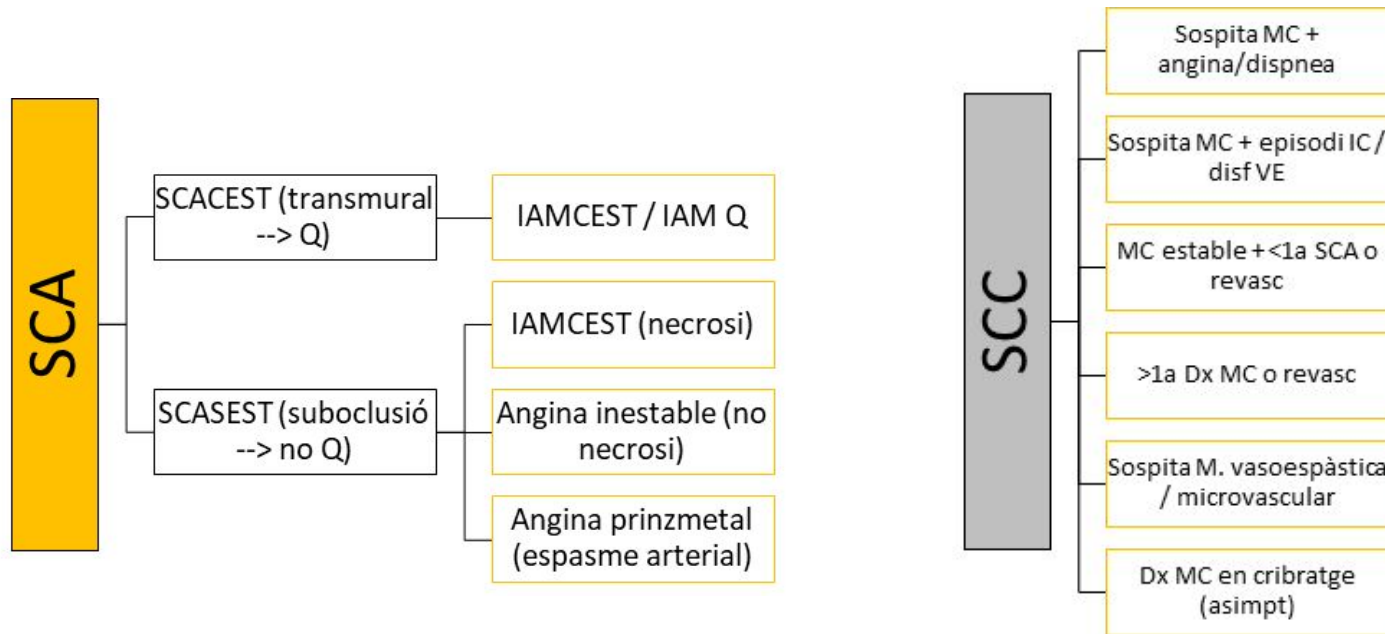 SCA
SCACEST (transmural
--> Q)
IAMCEST / IAM Q
SCASEST (suboclusió
--> no Q)
IAMCEST (necrosi)
Angina inestable (no
necrosi)
Angina prinzmetal
(espasme arterial)
SCC
Sospita MC +
angina/dispnea
Sospita MC + episodi IC /
disf VE
MC estable + <1a SCA o
revasc
>1a Dx MC o revasc
Sospita M. vasoespàstica
/ microvascular
Dx MC en cribratge
(asimpt)